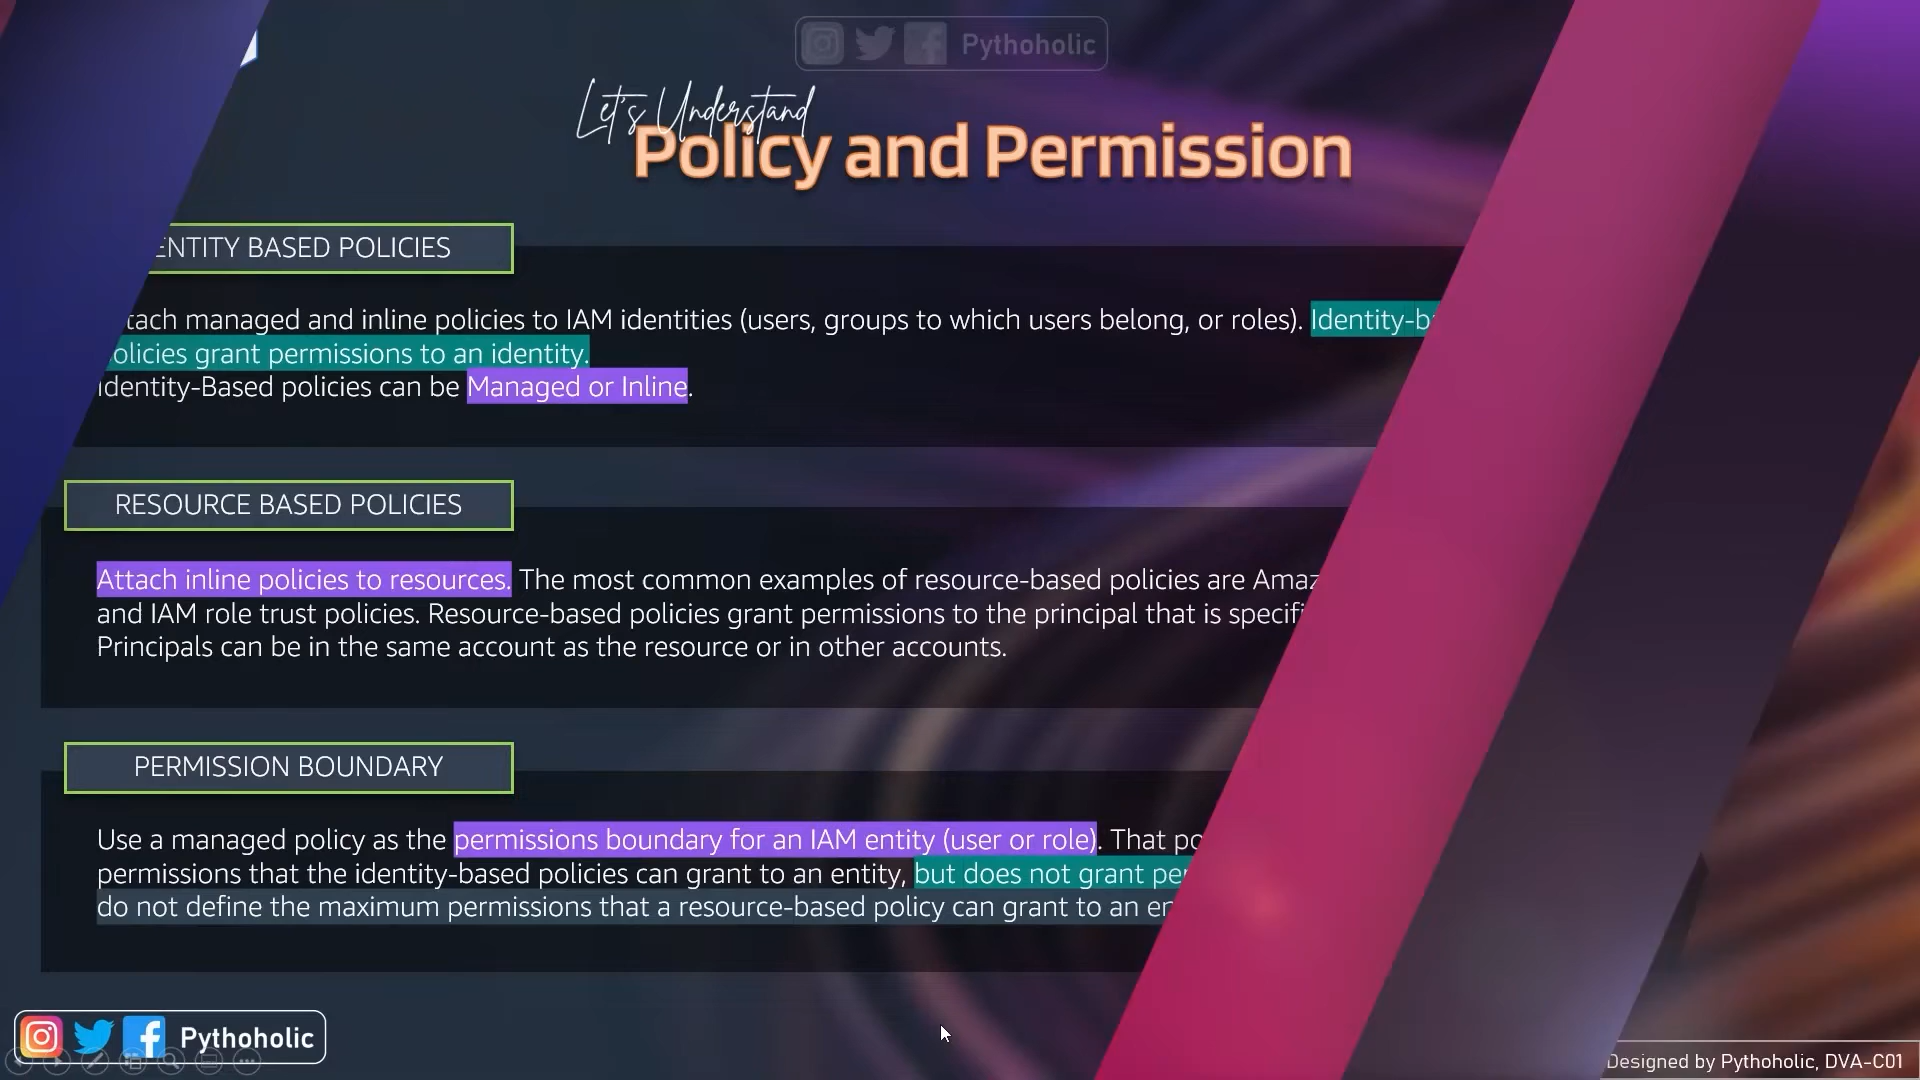 Pythoholic
Let's Understand
Policy and Permission
ENTITY BASED POLICIES
tach managed and inline policies to IAM identities (users, groups to which users belong, or roles). Identity-b
olicies grant permissions to an identity.
Identity-Based policies can be Managed or Inline.
RESOURCE BASED POLICIES
Attach inline policies to resources. The most common examples of resource-based policies are Amaz
and IAM role trust policies. Resource-based policies grant permissions to the principal that is specifi
Principals can be in the same account as the resource or in other accounts.
PERMISSION BOUNDARY
Use a managed policy as the permissions boundary for an IAM entity (user or role). That po
permissions that the identity-based policies can grant to an entity, but does not grant per
do not define the maximum permissions that a resource-based policy can grant to an en
Pythoholic
Designed by Pythoholic, DVA-C01